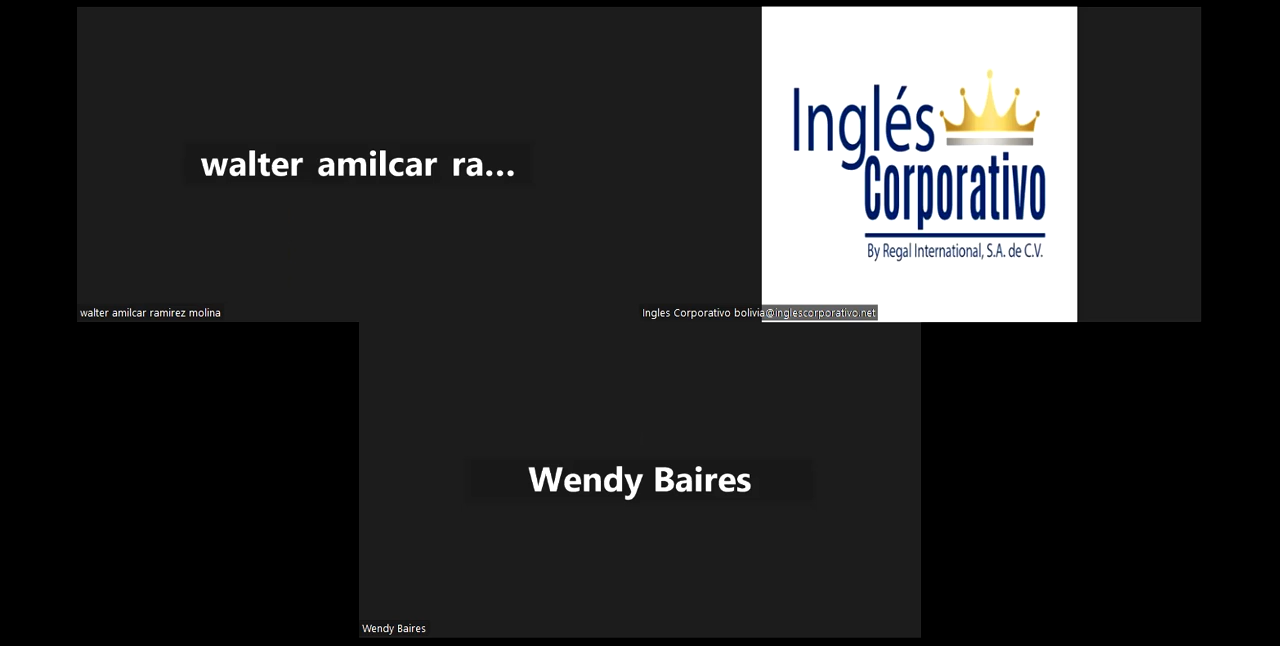 walter amilcar ra...
walter amilcar ramirez molina
Inglés
Corporativo
By Regal International, S.A. de C.V.
Ingles Corporativo bolivia@inglescorporativo.net
Wendy Baires
Wendy Baires